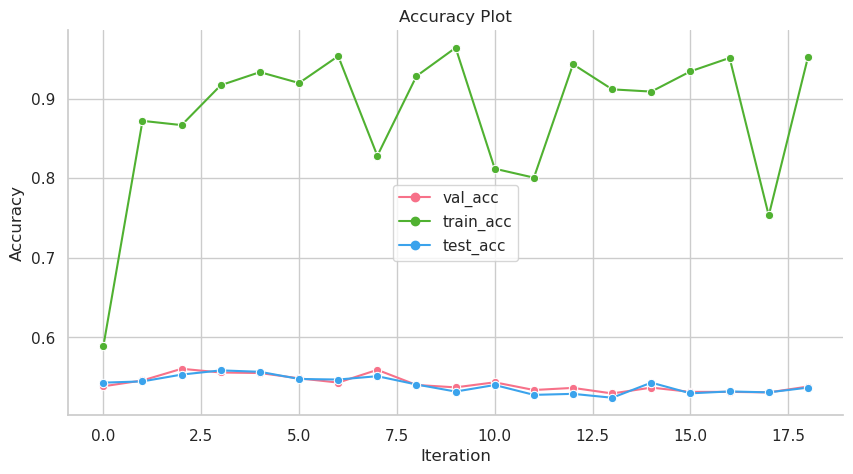 Accuracy Plot
Accuracy
0.9
0.8
0.7
0.6
val_acc
train_acc
test_acc
0.0 2.5 5.0 7.5 10.0 12.5 15.0 17.5
Iteration